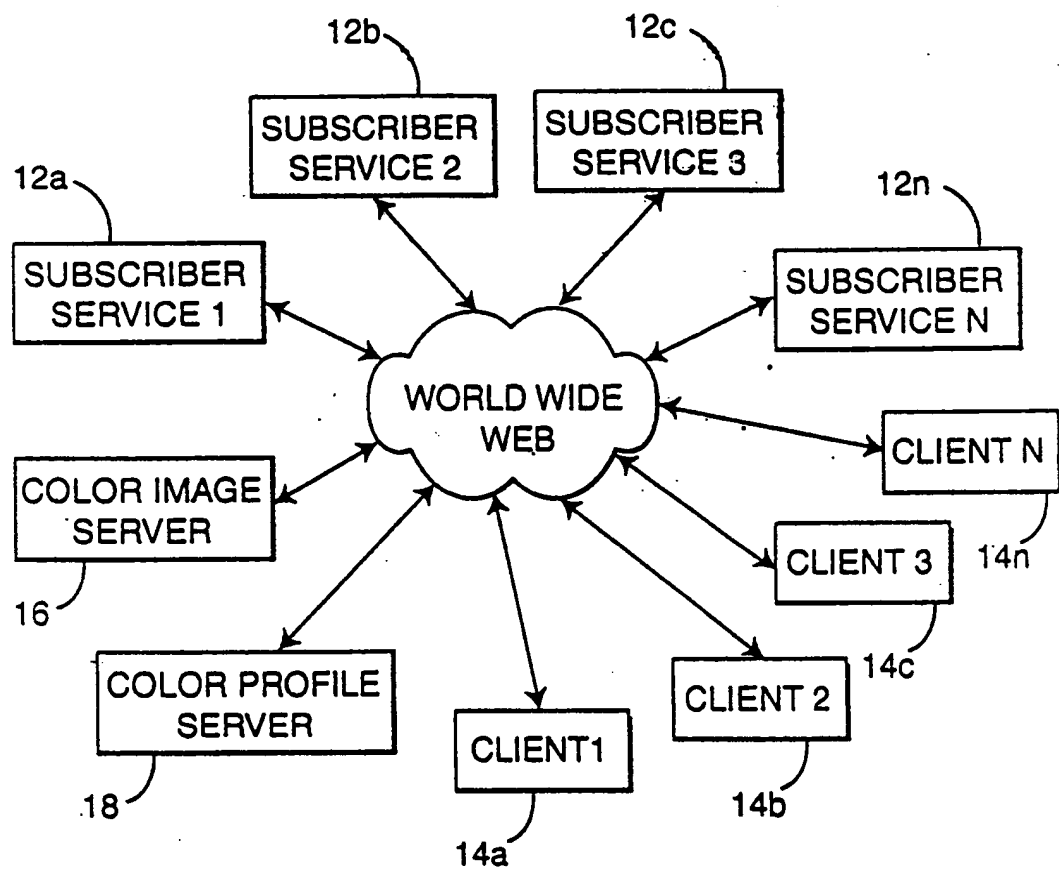 12b
12c
SUBSCRIBER
SERVICE 2
SUBSCRIBER
SERVICE 3
12a
12n
SUBSCRIBER
SERVICE 1
SUBSCRIBER
SERVICE N
WORLD WIDE
WEB
CLIENT N
COLOR IMAGE
SERVER
CLIENT 3
14n
16
COLOR PROFILE
SERVER
14c
CLIENT 2
CLIENT1
18
14b
14a